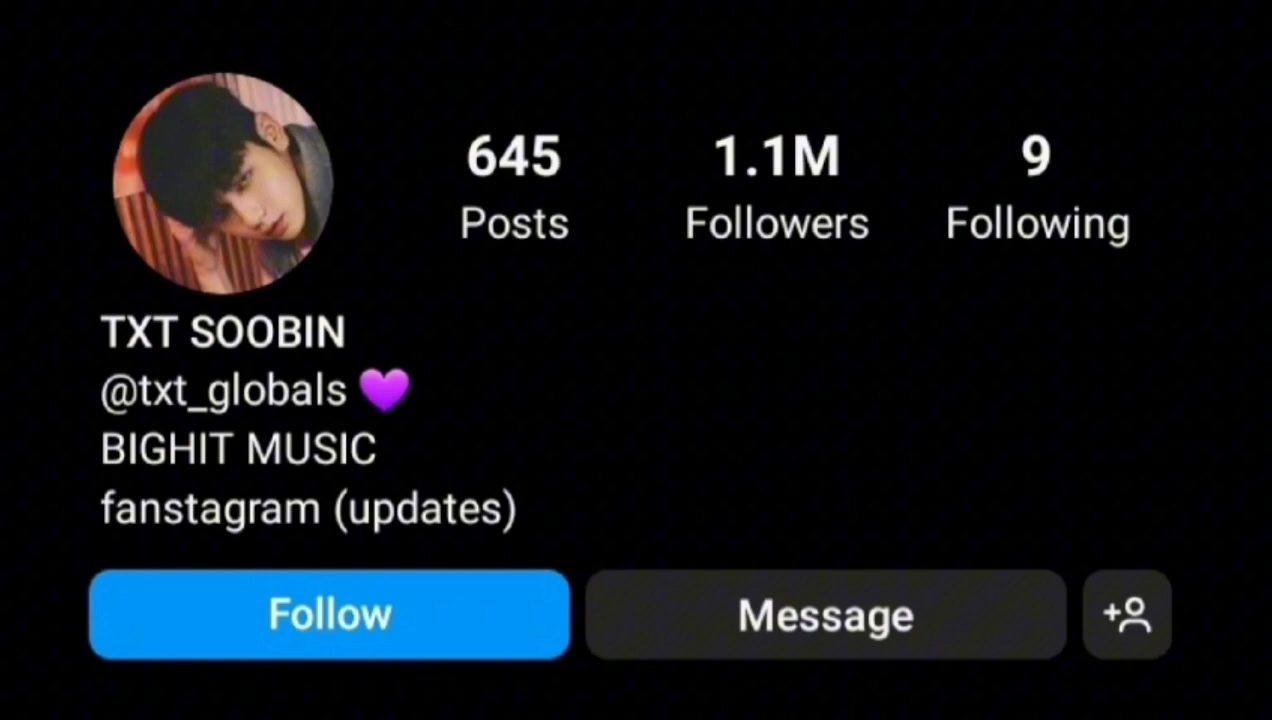 645 1.1M 9
Posts Followers Following
TXT SOOBIN
@txt_globals 💜
BIGHIT MUSIC
fanstagram (updates)
Follow Message